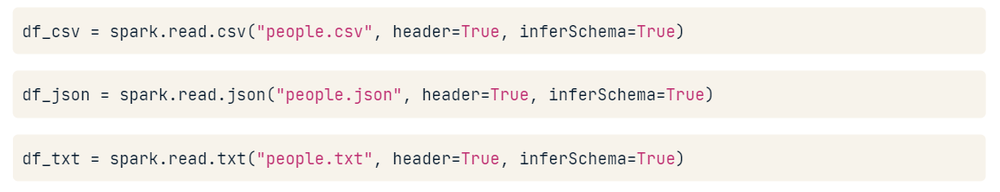 df_csv = spark.read.csv("people.csv", header=True, inferSchema=True)
df_json = spark.read.json("people.json", header=True, inferSchema=True)
df_txt = spark.read.txt("people.txt", header=True, inferSchema=True)